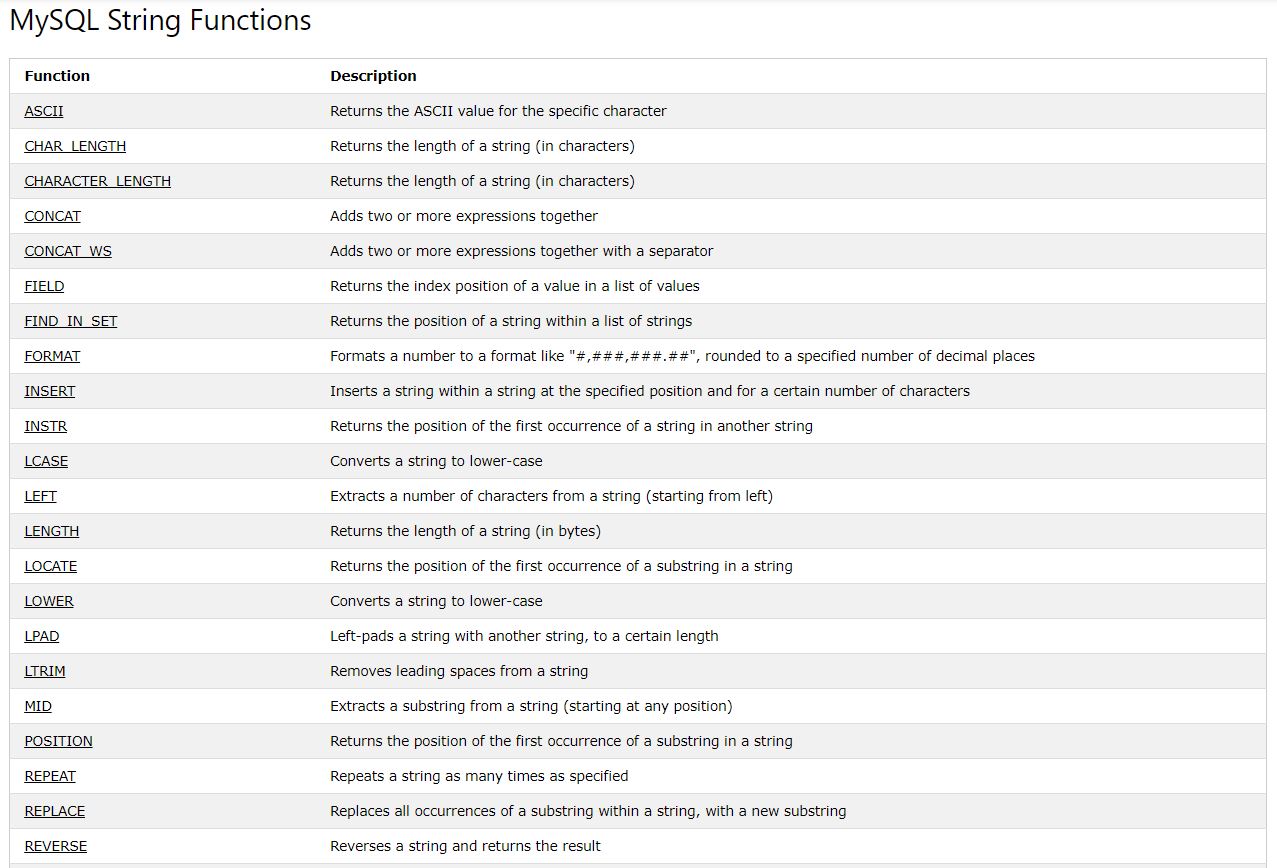 MySQL String Functions
Function Description
ASCII Returns the ASCII value for the specific character
CHAR_LENGTH Returns the length of a string (in characters)
CHARACTER_LENGTH Returns the length of a string (in characters)
CONCAT Adds two or more expressions together
CONCAT_WS Adds two or more expressions together with a separator
FIELD Returns the index position of a value in a list of values
FIND_IN_SET Returns the position of a string within a list of strings
FORMAT Formats a number to a format like "#,###,###.##", rounded to a specified number of decimal places
INSERT Inserts a string within a string at the specified position and for a certain number of characters
INSTR Returns the position of the first occurrence of a string in another string
LCASE Converts a string to lower-case
LEFT Extracts a number of characters from a string (starting from left)
LENGTH Returns the length of a string (in bytes)
LOCATE Returns the position of the first occurrence of a substring in a string
LOWER Converts a string to lower-case
LPAD Left-pads a string with another string, to a certain length
LTRIM Removes leading spaces from a string
MID Extracts a substring from a string (starting at any position)
POSITION Returns the position of the first occurrence of a substring in a string
REPEAT Repeats a string as many times as specified
REPLACE Replaces all occurrences of a substring within a string, with a new substring
REVERSE Reverses a string and returns the result